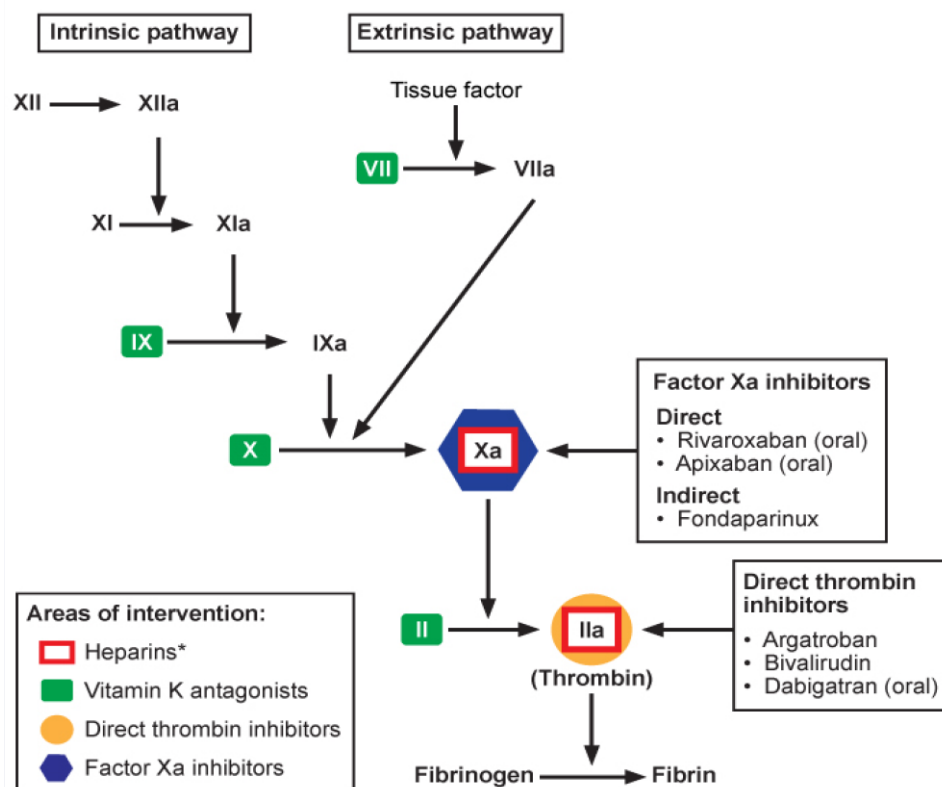 Intrinsic pathway
Extrinsic pathway
Tissue factor
XII
XIIa
VII
VIIa
XI
XIa
IX
IXa
X
Xa
Factor Xa inhibitors
Direct
• Rivaroxaban (oral)
• Apixaban (oral)
Indirect
• Fondaparinux
II
IIa
(Thrombin)
Direct thrombin
inhibitors
• Argatroban
• Bivalirudin
• Dabigatran (oral)
Fibrinogen
Fibrin
Areas of intervention:
Heparins*
Vitamin K antagonists
Direct thrombin inhibitors
Factor Xa inhibitors